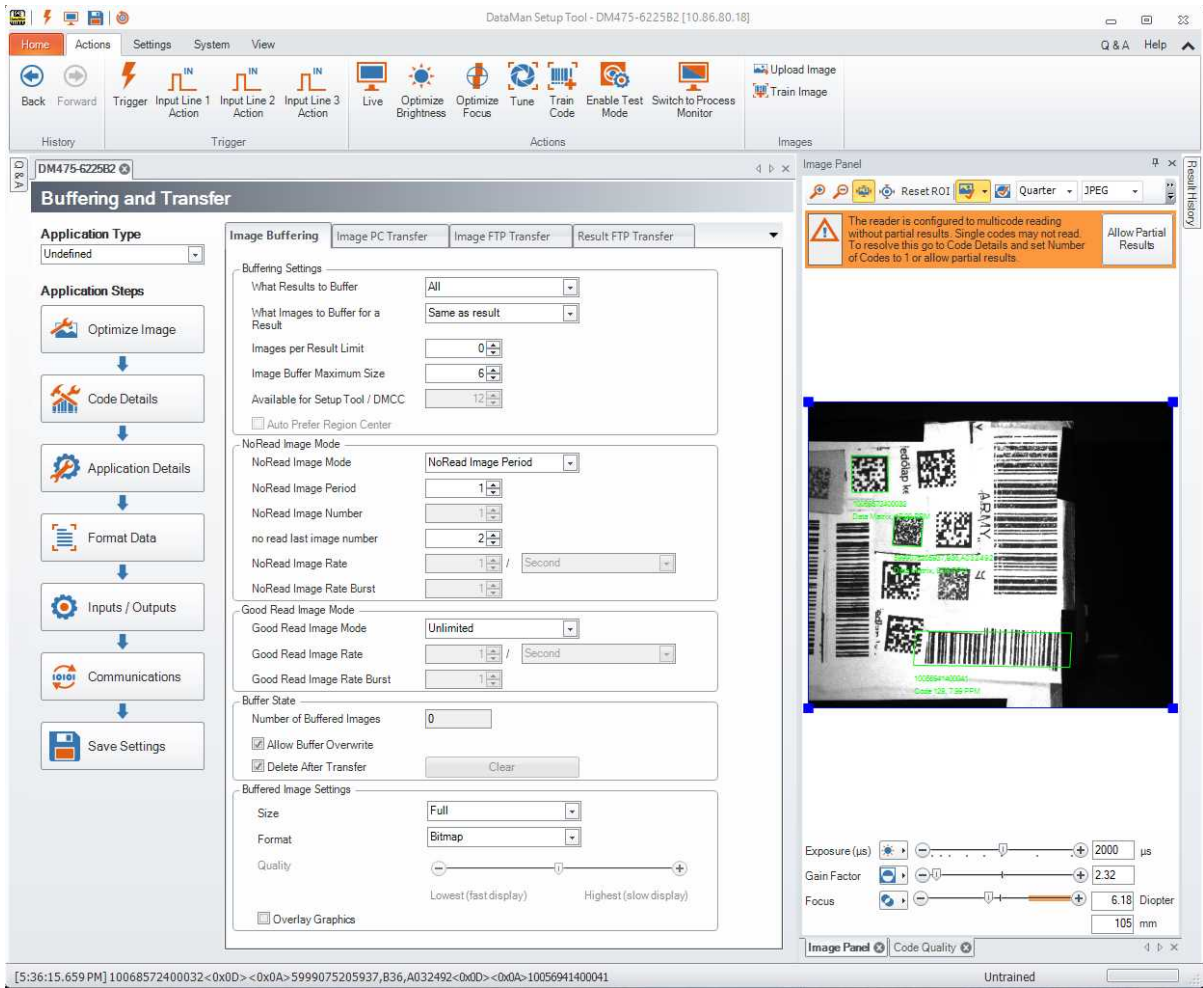 DataMan Setup Tool - DM475-6225B2 [10.86.80.18]
Home Actions Settings System View Q & A Help
IN IN IN
Back Forward Trigger Input Line 1 Action Input Line 2 Action Input Line 3 Action Live Optimize Brightness Optimize Focus Tune Train Code Enable Test Mode Switch to Process Monitor
Upload Image
Train Image
History Trigger Actions Images
Q & A
DM475-6225B2
Buffering and Transfer
Application Type
Undefined
Application Steps
Optimize Image
Code Details
Application Details
Format Data
Inputs / Outputs
Communications
Save Settings
Image Buffering Image PC Transfer Image FTP Transfer Result FTP Transfer
Buffering Settings
What Results to Buffer All
What Images to Buffer for a Result Same as result
Images per Result Limit 0
Image Buffer Maximum Size 6
Available for Setup Tool / DMCC 12
Auto Prefer Region Center
NoRead Image Mode
NoRead Image Mode NoRead Image Period
NoRead Image Period 1
NoRead Image Number 1
no read last image number 2
NoRead Image Rate 1 / Second
NoRead Image Rate Burst 1
Good Read Image Mode
Good Read Image Mode Unlimited
Good Read Image Rate 1 / Second
Good Read Image Rate Burst 1
Buffer State
Number of Buffered Images 0
Allow Buffer Overwrite
Delete After Transfer Clear
Buffered Image Settings
Size Full
Format Bitmap
Quality
Lowest (fast display) Highest (slow display)
Overlay Graphics
Image Panel
Result History
Reset ROI Quarter JPEG
The reader is configured to multicode reading
without partial results. Single codes may not read.
To resolve this go to Code Details and set Number
of Codes to 1 or allow partial results.
Allow Partial Results
ARMY
10068572400032
10056941400041
Code 128, 7.99 PPM
Exposure (µs) 2000 µs
Gain Factor 2.32
Focus 6.18 Diopter
105 mm
Image Panel Code Quality
[5:36:15.659 PM] 10068572400032<0x0D><0x0A>5999075205937,B36,A032492<0x0D><0x0A>10056941400041 Untrained